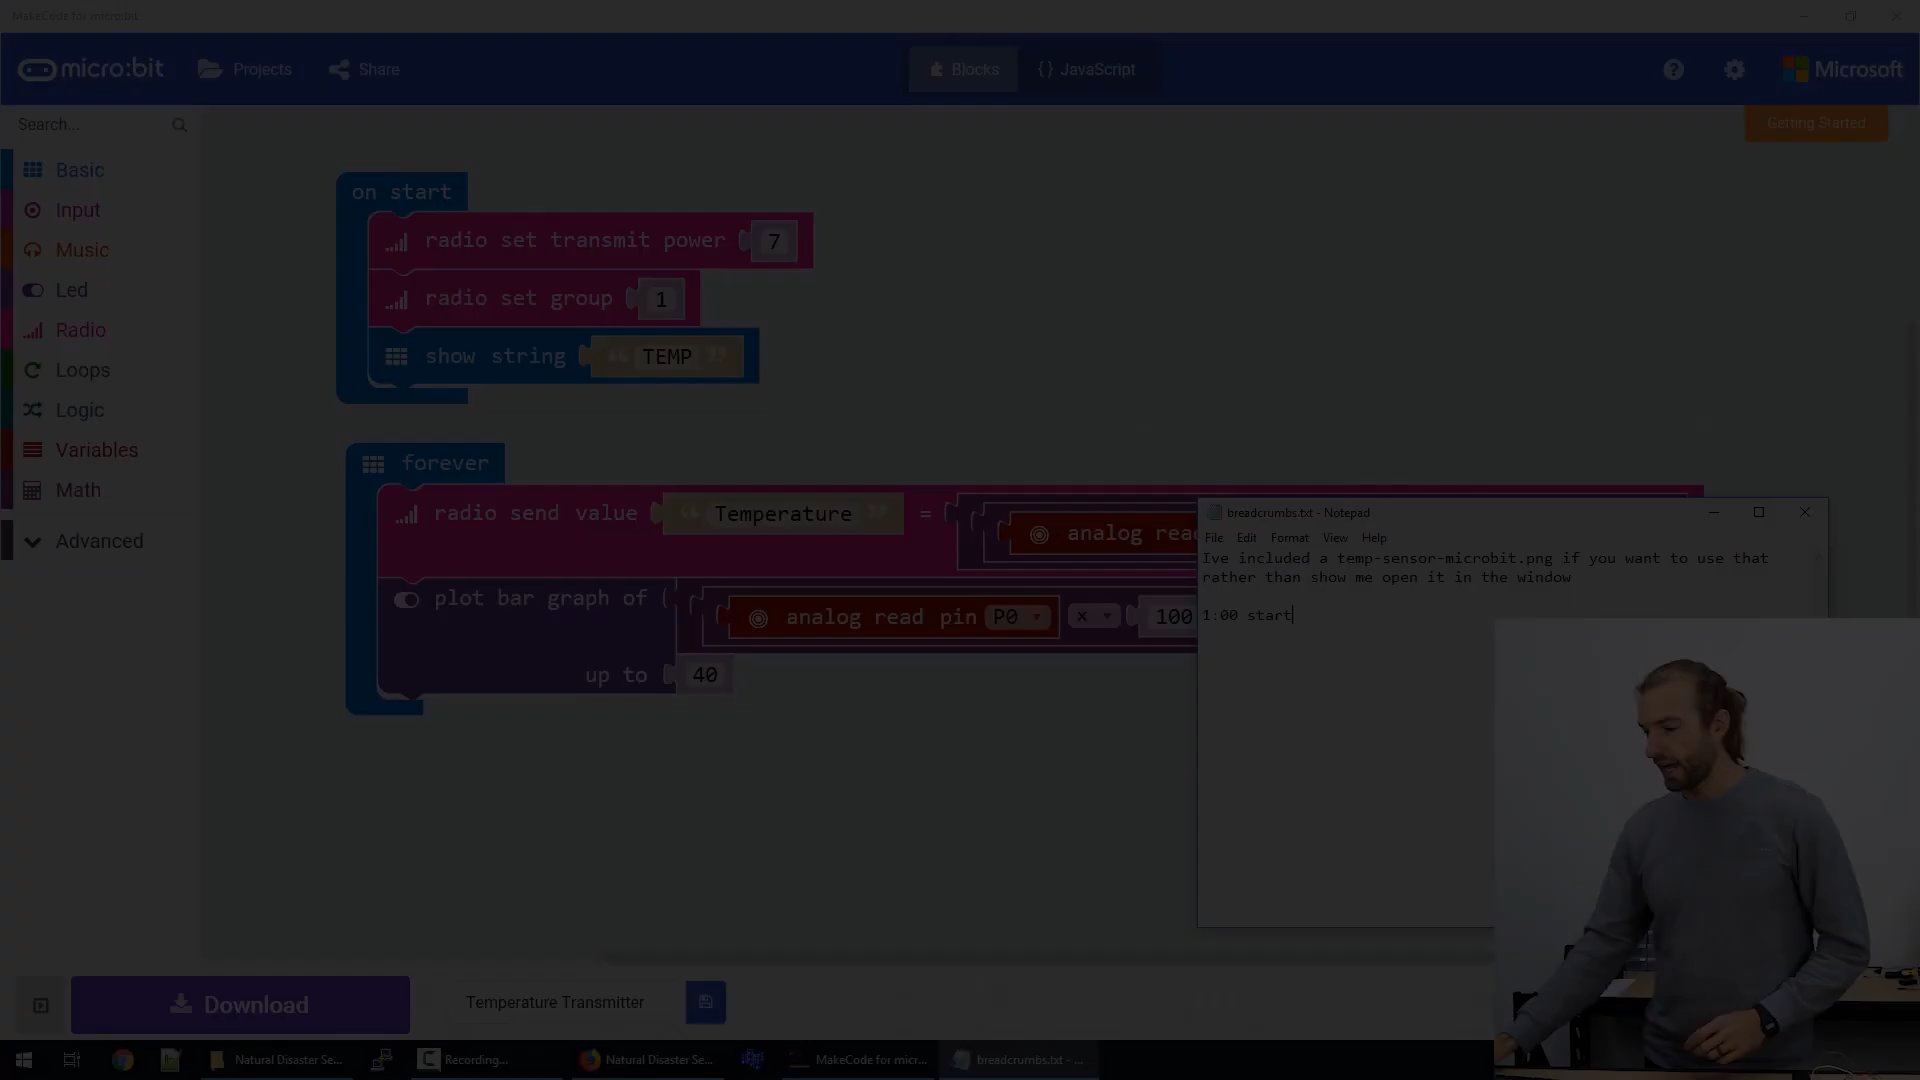 MakeCode for micro:bit
micro:bit
Projects
Share
Blocks
{} JavaScript
Microsoft
Search...
Getting Started
Basic
Input
Music
Led
Radio
Loops
Logic
Variables
Math
Advanced
on start
radio set transmit power 7
radio set group 1
show string “ TEMP ”
forever
radio send value “ Temperature ” =
analog read
plot bar graph of
analog read pin P0 × 100
up to 40
breadcrumbs.txt - Notepad
File Edit Format View Help
Ive included a temp-sensor-microbit.png if you want to use that
rather than show me open it in the window
1:00 start
Download
Temperature Transmitter
Natural Disaster Se...
Recording...
Natural Disaster Se...
MakeCode for micr...
breadcrumbs.txt - ...